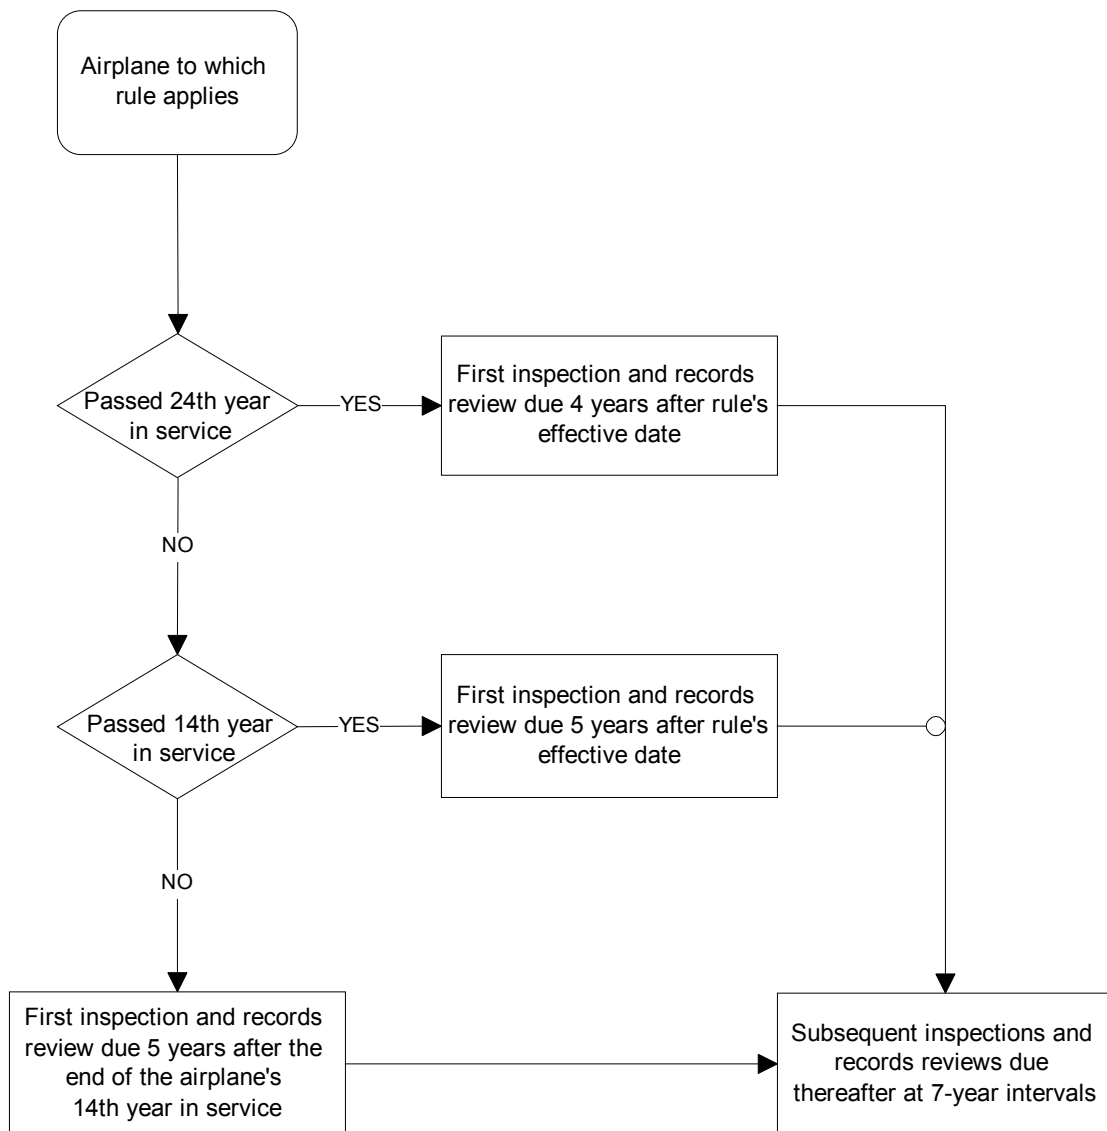 Airplane to which
rule applies
Passed 24th year
in service
YES
First inspection and records
review due 4 years after rule's
effective date
NO
Passed 14th year
in service
YES
First inspection and records
review due 5 years after rule's
effective date
NO
First inspection and records
review due 5 years after the
end of the airplane's
14th year in service
Subsequent inspections and
records reviews due
thereafter at 7-year intervals